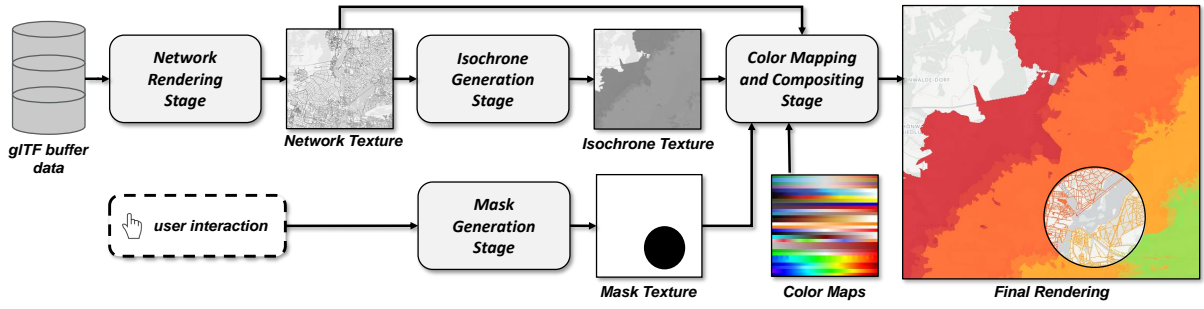 Network
Rendering
Stage
Isochrone
Generation
Stage
Color Mapping
and Compositing
Stage
glTF buffer
data
Network Texture
Isochrone Texture
user interaction
Mask
Generation
Stage
Mask Texture
Color Maps
Final Rendering